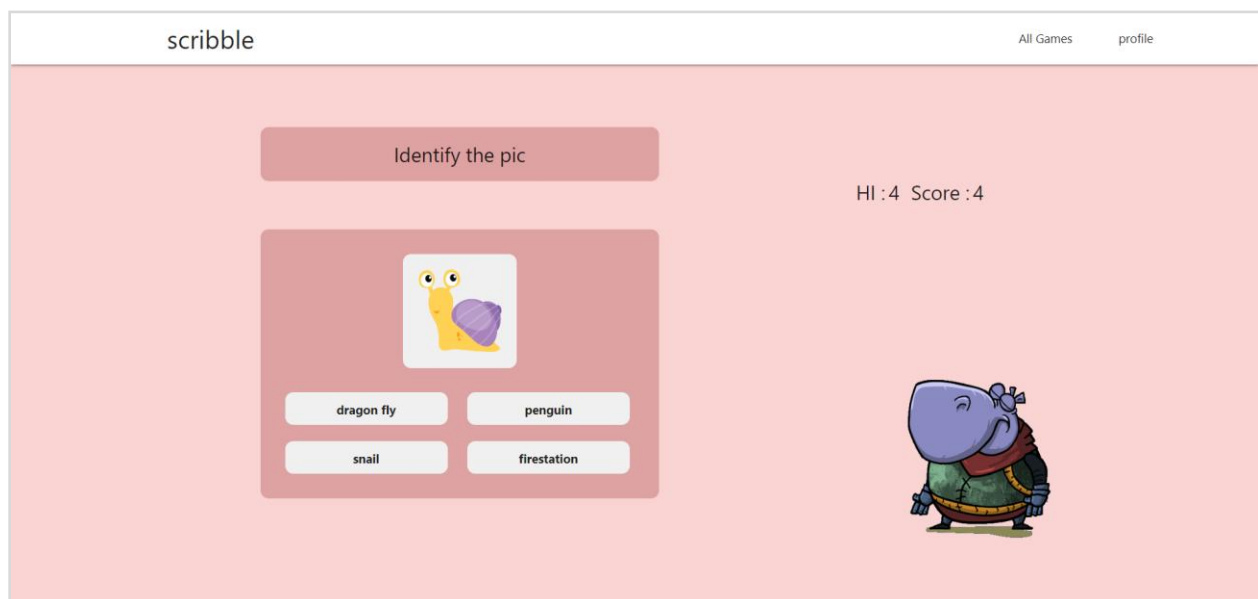 scribble
All Games
profile
Identify the pic
HI : 4 Score : 4
dragon fly
penguin
snail
firestation